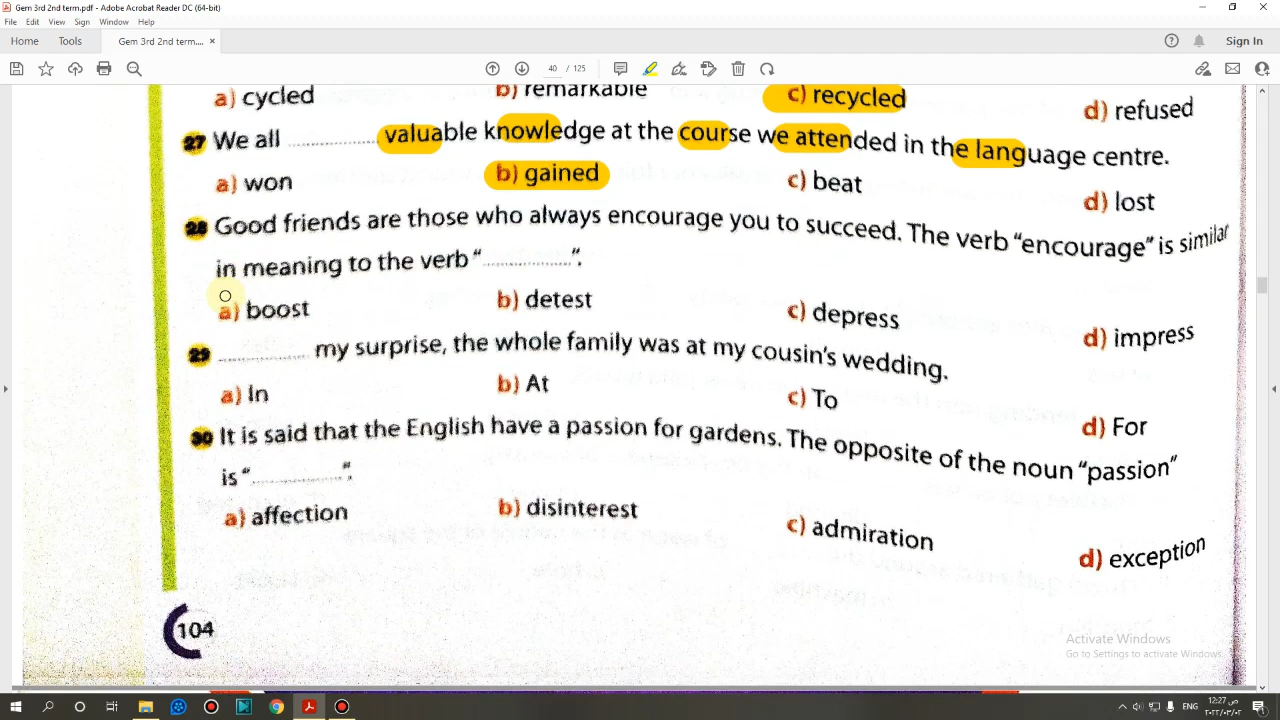 Gem 3rd 2nd term.pdf - Adobe Acrobat Reader DC (64-bit)
File Edit View Sign Window Help
Home Tools Gem 3rd 2nd term.... × Sign In
40 / 125
a) cycled b) remarkable c) recycled d) refused
27 We all .............. valuable knowledge at the course we attended in the language centre.
a) won b) gained c) beat d) lost
28 Good friends are those who always encourage you to succeed. The verb "encourage" is similar
in meaning to the verb "..............".
a) boost b) detest c) depress d) impress
29 .............. my surprise, the whole family was at my cousin's wedding.
a) In b) At c) To d) For
30 It is said that the English have a passion for gardens. The opposite of the noun "passion"
is "..............".
a) affection b) disinterest c) admiration d) exception
104
Activate Windows
Go to Settings to activate Windows.
ENG
12:27 ص
٢٠٢٢/٠٣/٠٢